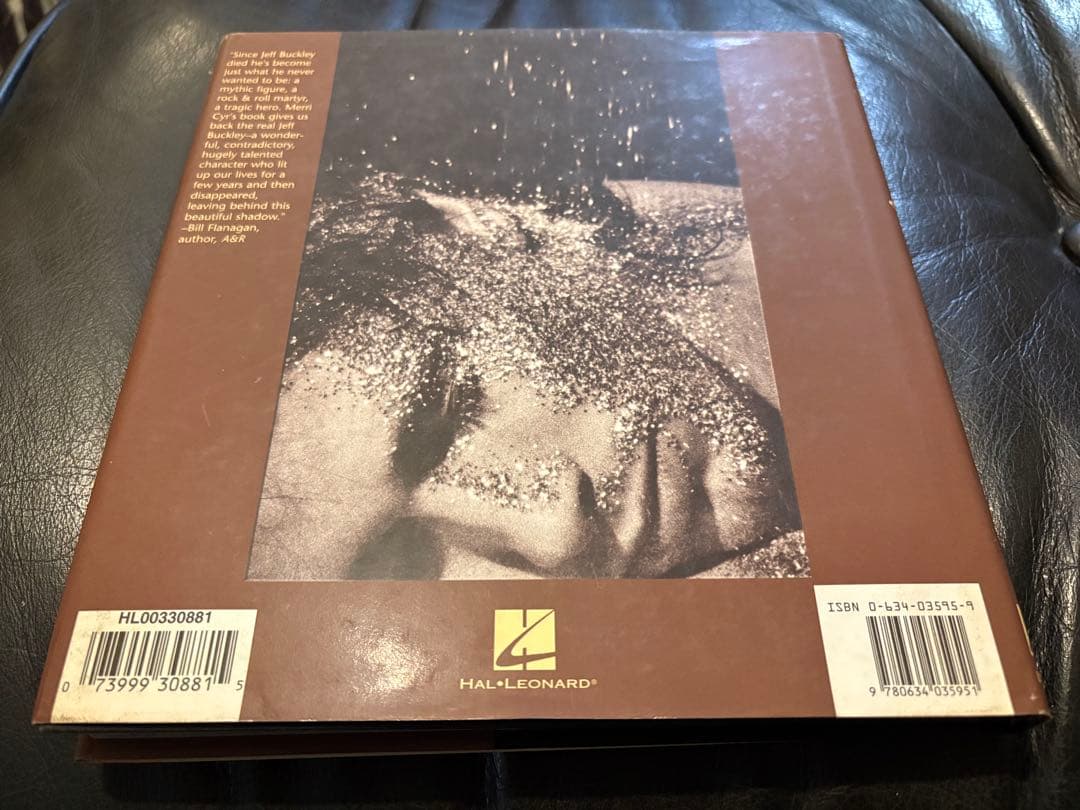 "Since Jeff Buckley
died he's become
just what he never
wanted to be: a
mythic figure, a
rock & roll martyr,
a tragic hero. Merri
Cyr's book gives us
back the real Jeff
Buckley–a wonder-
ful, contradictory,
hugely talented
character who lit
up our lives for a
few years and then
disappeared,
leaving behind this
beautiful shadow."
–Bill Flanagan,
author, A&R
HL00330881
0 73999 30881 5
HAL•LEONARD®
ISBN 0-634-03595-9
9 780634 035951